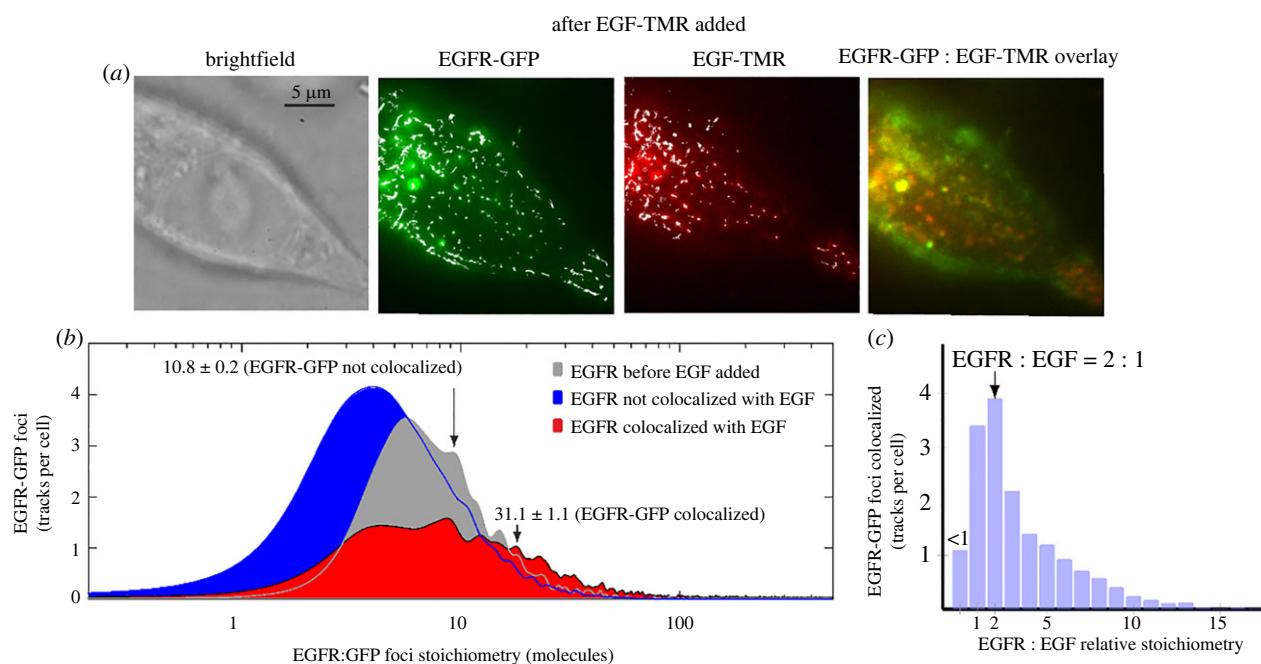 after EGF-TMR added
brightfield
EGFR-GFP
EGF-TMR
EGFR-GFP : EGF-TMR overlay
(a)
5 μm
(b)
10.8 ± 0.2 (EGFR-GFP not colocalized)
EGFR before EGF added
EGFR not colocalized with EGF
EGFR colocalized with EGF
31.1 ± 1.1 (EGFR-GFP colocalized)
EGFR-GFP foci
(tracks per cell)
4
3
2
1
0
1
10
100
EGFR:GFP foci stoichiometry (molecules)
(c)
EGFR : EGF = 2 : 1
EGFR-GFP foci colocalized
(tracks per cell)
4
3
2
1
<1
1
2
5
10
15
EGFR : EGF relative stoichiometry